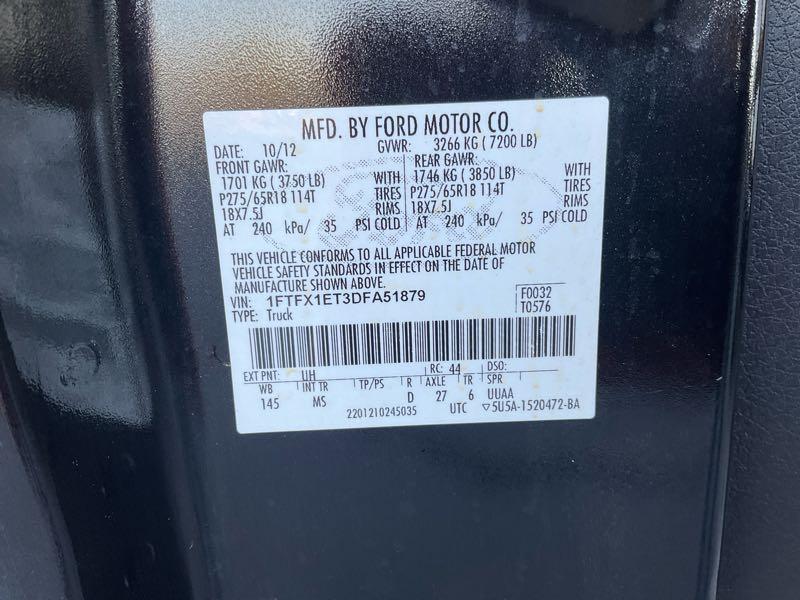 MFD. BY FORD MOTOR CO.
DATE: 10/12 GVWR: 3266 KG ( 7200 LB)
FRONT GAWR: REAR GAWR:
1701 KG ( 3750 LB) WITH 1746 KG ( 3850 LB) WITH
P275/65R18 114T TIRES P275/65R18 114T TIRES
18X7.5J RIMS 18X7.5J RIMS
AT 240 kPa/ 35 PSI COLD AT 240 kPa/ 35 PSI COLD
THIS VEHICLE CONFORMS TO ALL APPLICABLE FEDERAL MOTOR
VEHICLE SAFETY STANDARDS IN EFFECT ON THE DATE OF
MANUFACTURE SHOWN ABOVE.
VIN: 1FTFX1ET3DFA51879 F0032
TYPE: Truck T0576
EXT PNT: UH RC: 44 DSO:
WB INT TR TP/PS R AXLE TR SPR
145 MS D 27 6 UUAA
2201210245035 UTC ▽5U5A-1520472-BA